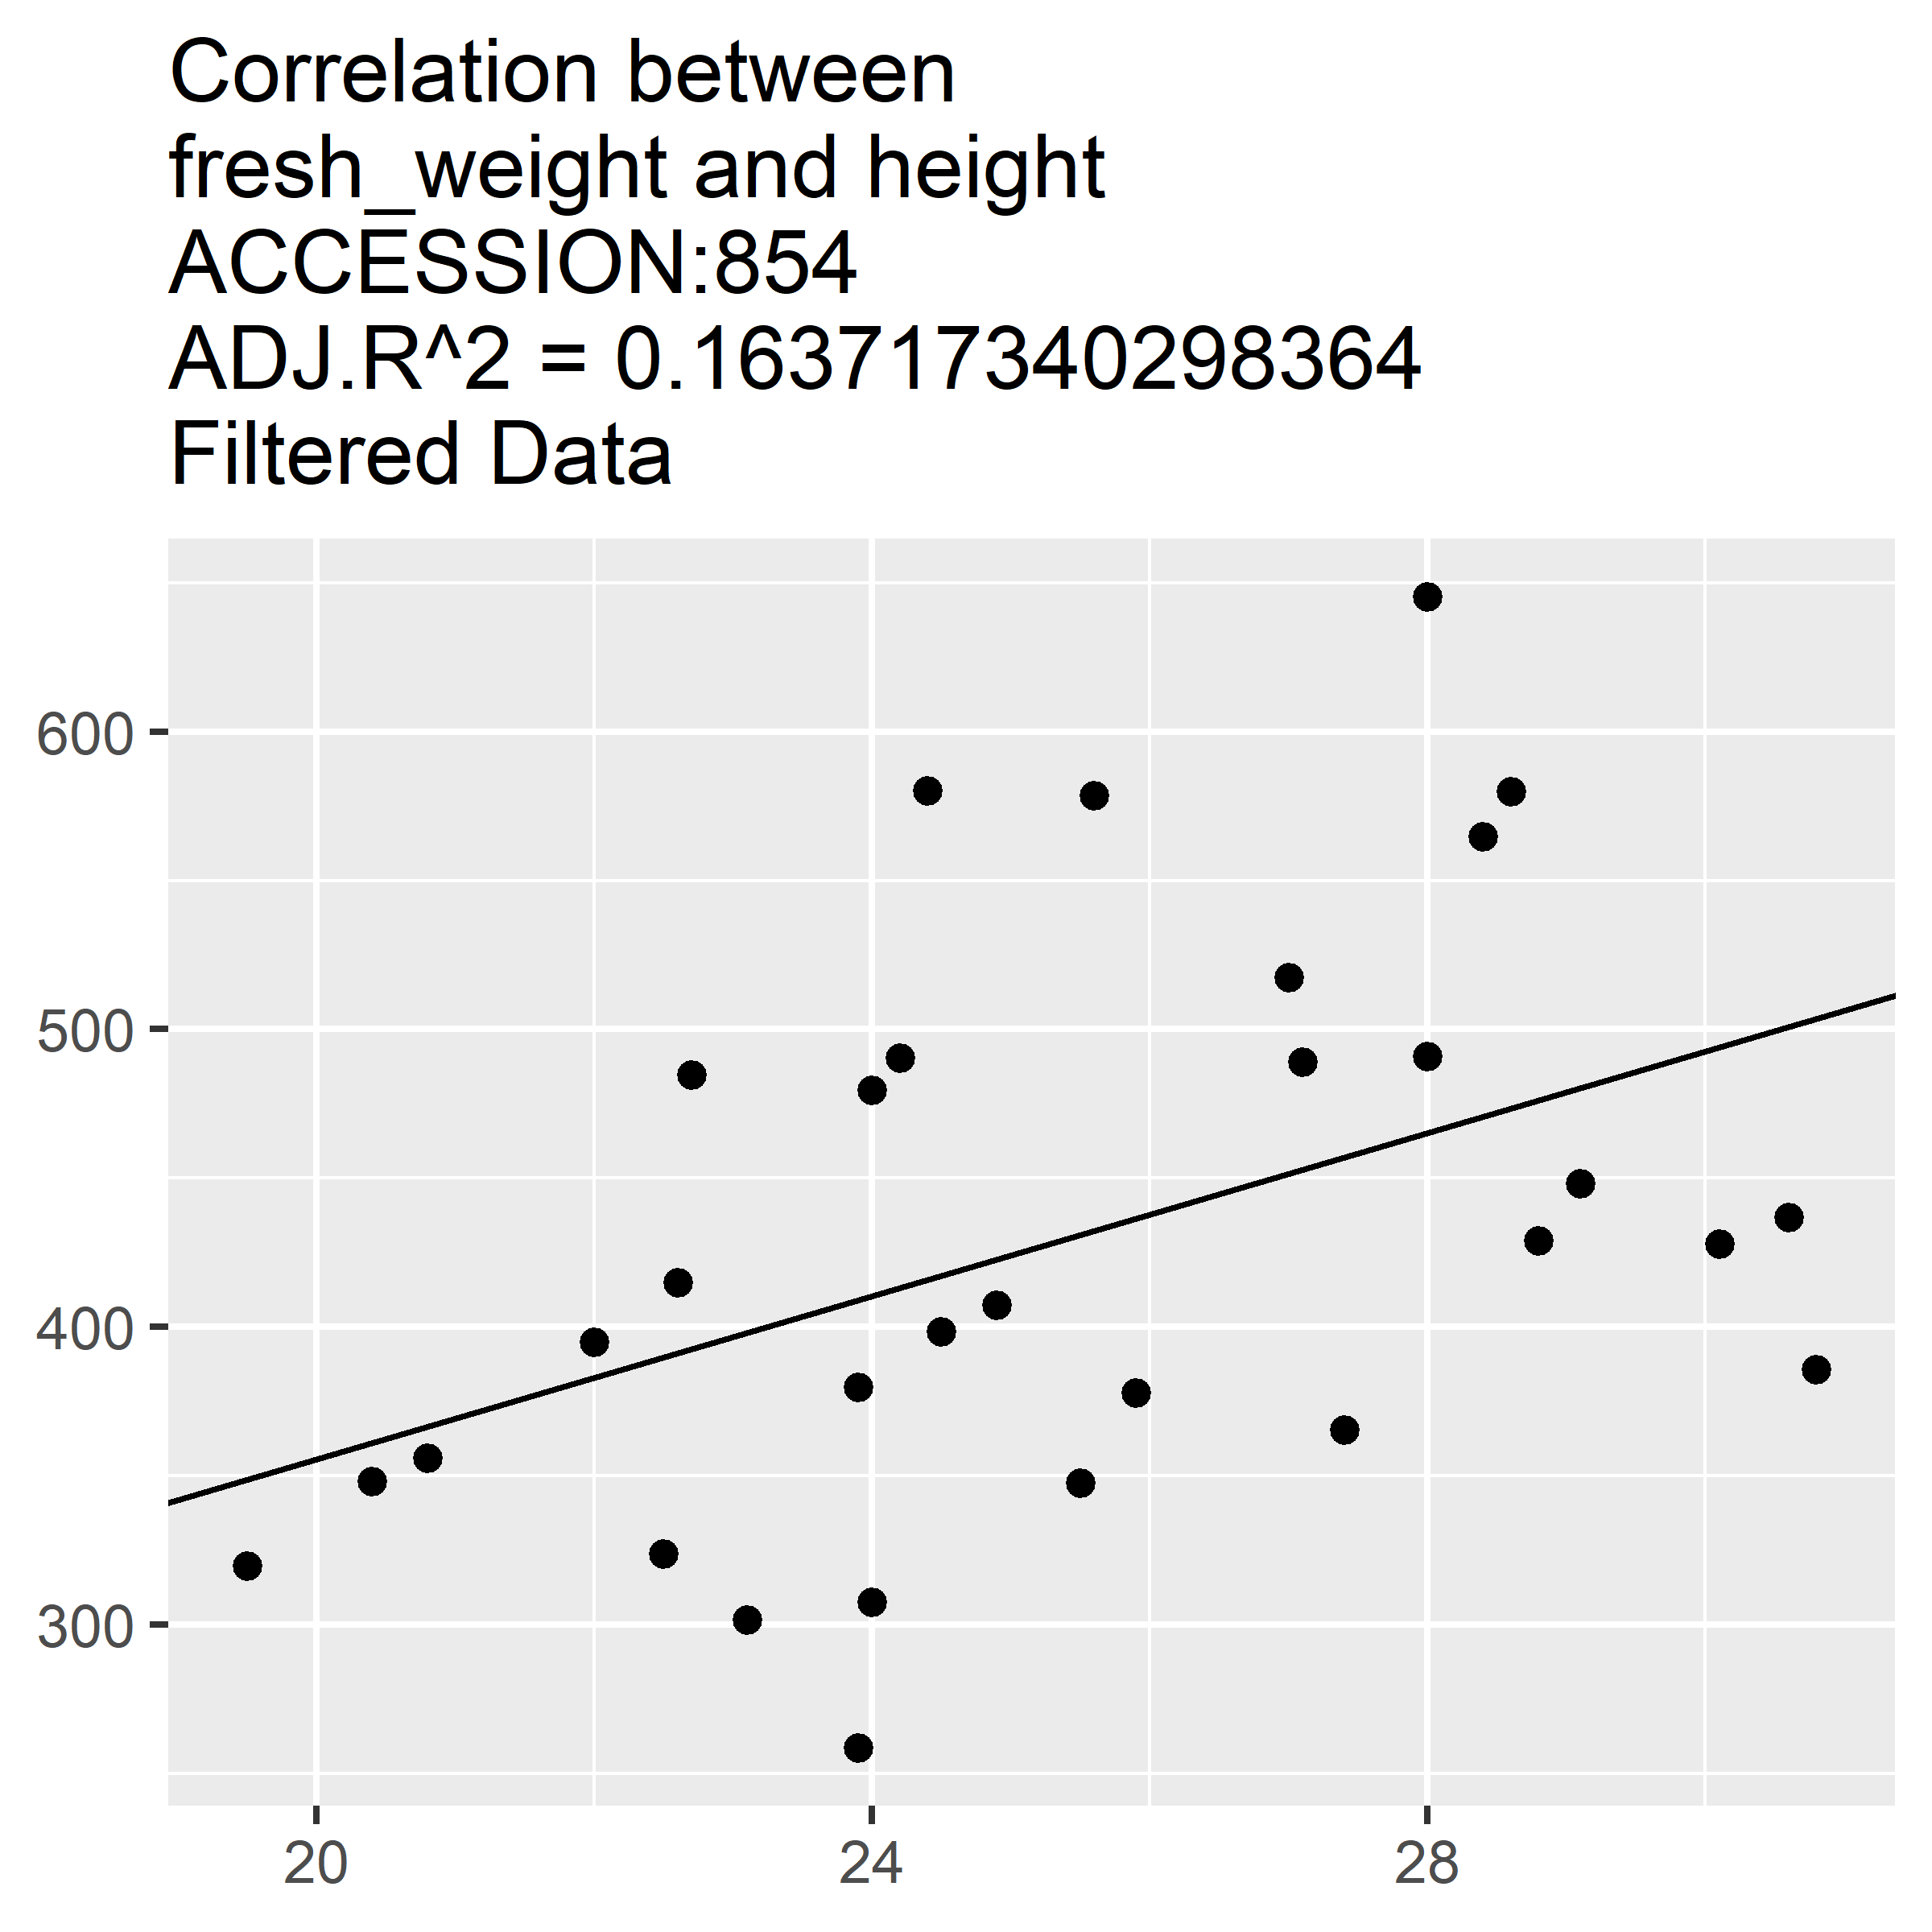 Correlation between
fresh_weight and height
ACCESSION:854
ADJ.R^2 = 0.163717340298364
Filtered Data
600
500
400
300
20 24 28